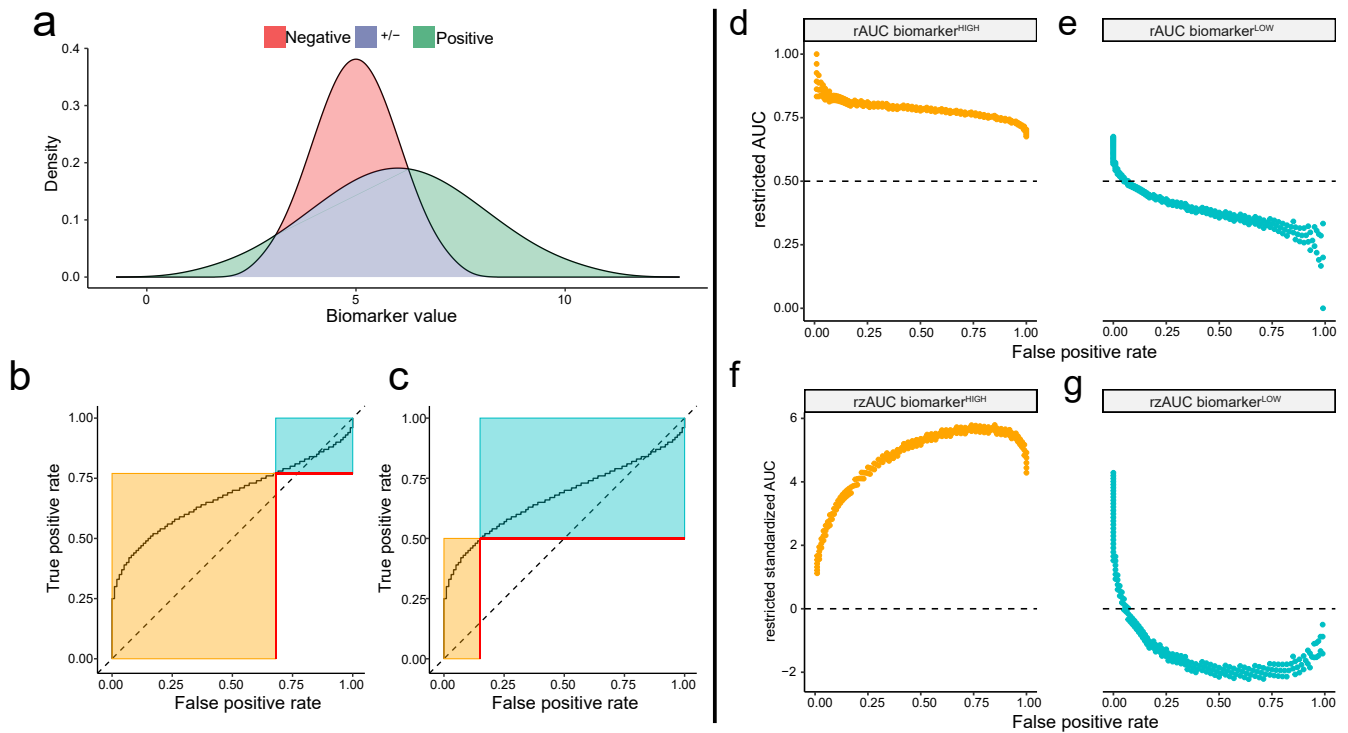 a
Negative +/− Positive
0.4
0.3
0.2
0.1
0.0
Density
0 5 10
Biomarker value
b
1.00
0.75
0.50
0.25
0.00
True positive rate
0.00 0.25 0.50 0.75 1.00
False positive rate
c
1.00
0.75
0.50
0.25
0.00
True positive rate
0.00 0.25 0.50 0.75 1.00
False positive rate
d
rAUC biomarkerHIGH
1.00
0.75
0.50
0.25
0.00
restricted AUC
0.00 0.25 0.50 0.75 1.00
e
rAUC biomarkerLOW
0.00 0.25 0.50 0.75 1.00
False positive rate
f
rzAUC biomarkerHIGH
6
4
2
0
−2
restricted standardized AUC
0.00 0.25 0.50 0.75 1.00
g
rzAUC biomarkerLOW
0.00 0.25 0.50 0.75 1.00
False positive rate